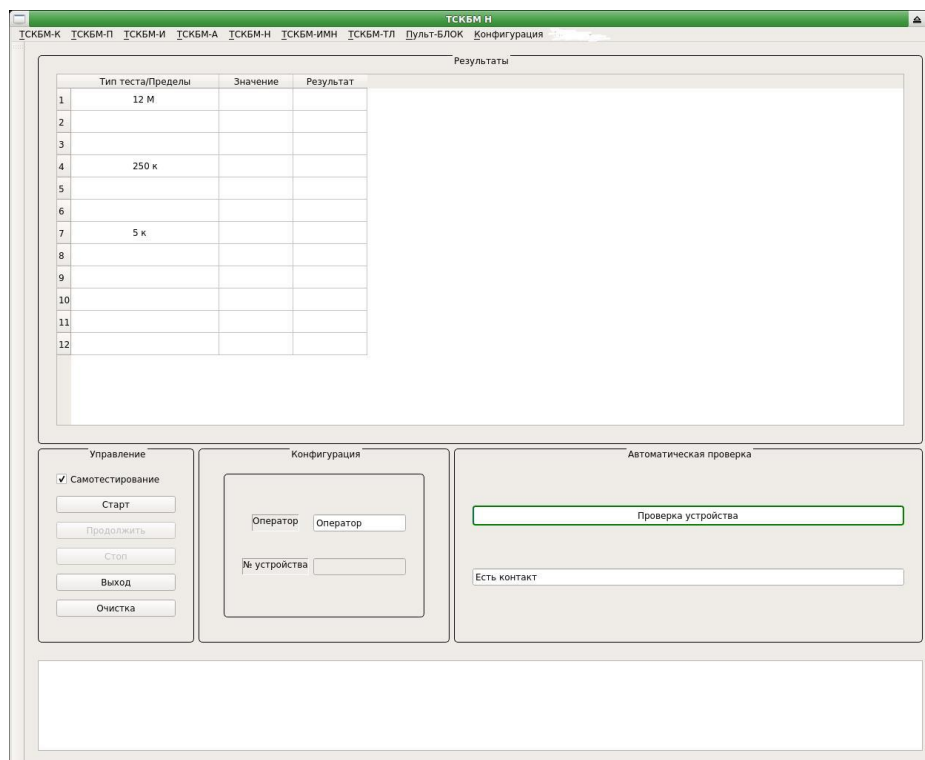 ТСКБМ Н
ТСКБМ-К ТСКБМ-П ТСКБМ-И ТСКБМ-А ТСКБМ-Н ТСКБМ-ИМН ТСКБМ-ТЛ Пульт-БЛОК Конфигурация
Результаты
Тип теста/Пределы Значение Результат
1 12 М
2
3
4 250 к
5
6
7 5 к
8
9
10
11
12
Управление
Самотестирование
Старт
Продолжить
Стоп
Выход
Очистка
Конфигурация
Оператор Оператор
№ устройства
Автоматическая проверка
Проверка устройства
Есть контакт